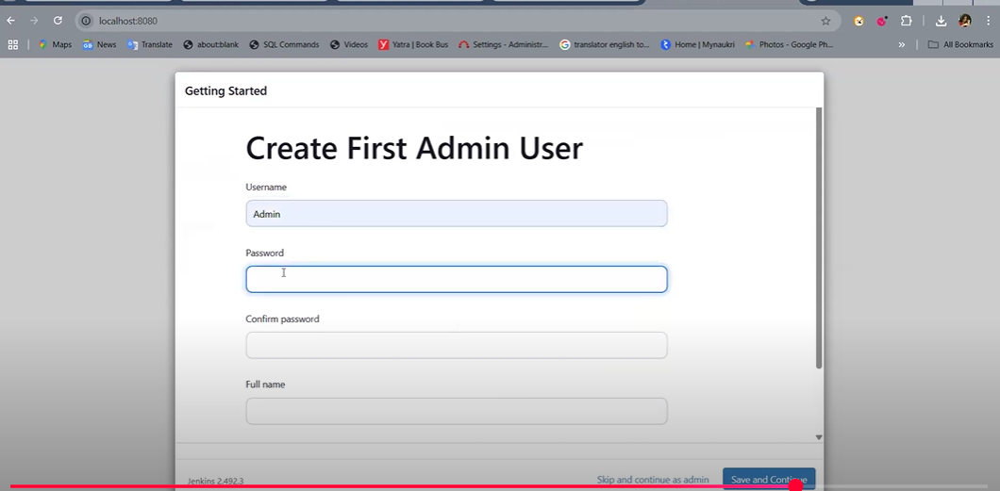 localhost:8080
Maps
News
Translate
about:blank
SQL Commands
Videos
Yatra | Book Bus
Settings - Administr...
translator english to...
Home | Mynaukri
Photos - Google Ph...
»
All Bookmarks
Getting Started
Create First Admin User
Username
Admin
Password
Confirm password
Full name
Jenkins 2.492.3
Skip and continue as admin
Save and Continue